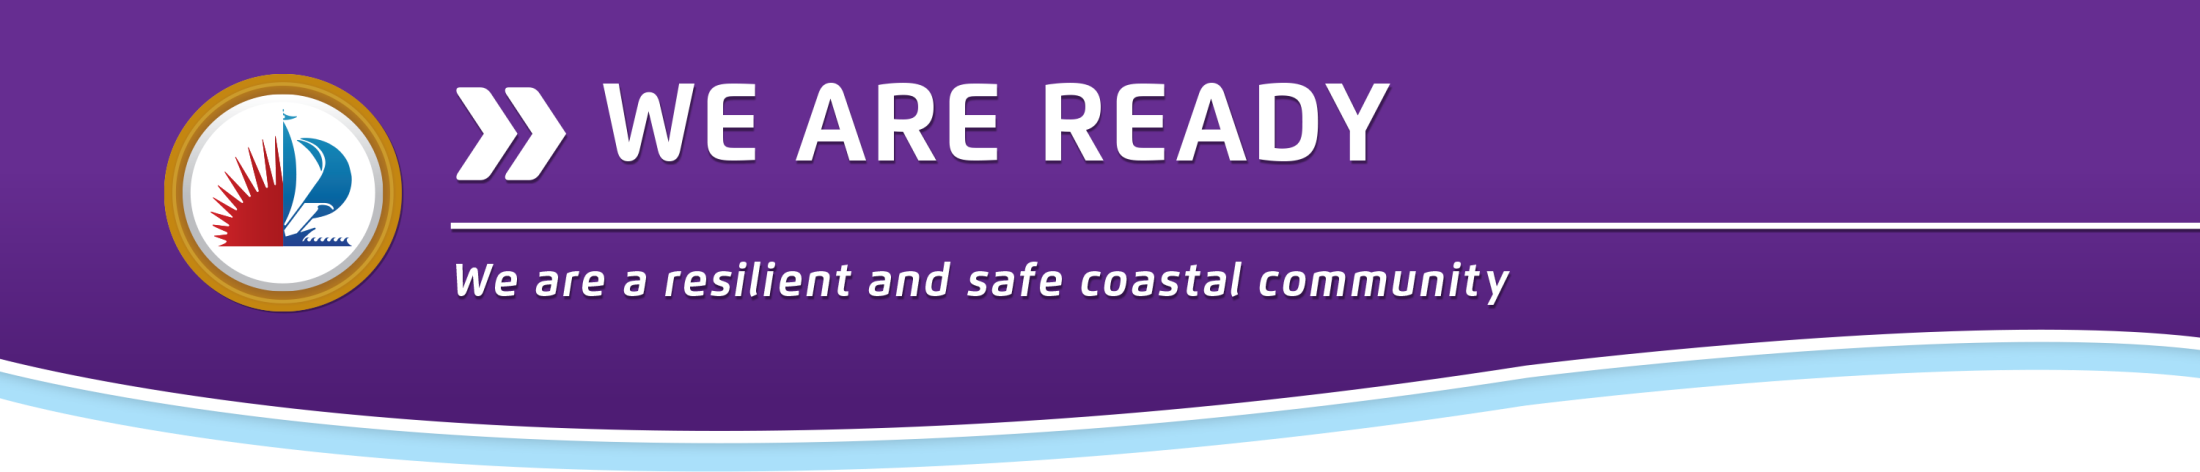 WE ARE READY
We are a resilient and safe coastal community